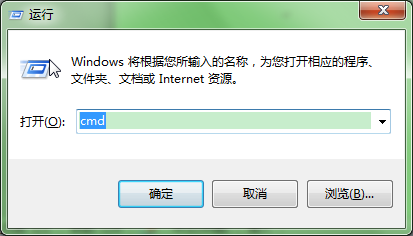 运行
Windows 将根据您所输入的名称，为您打开相应的程序、
文件夹、文档或 Internet 资源。
打开(O): cmd
确定 取消 浏览(B)...